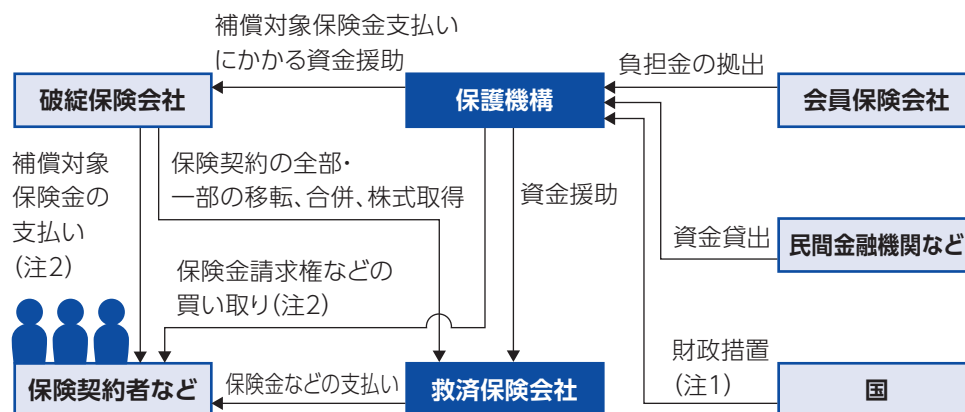 補償対象保険金支払い
にかかる資金援助
負担金の拠出
破綻保険会社
保護機構
会員保険会社
補償対象
保険金の
支払い
(注2)
保険契約の全部・
一部の移転、合併、株式取得
資金援助
資金貸出
民間金融機関など
保険金請求権などの
買い取り(注2)
財政措置
(注1)
保険契約者など
保険金などの支払い
救済保険会社
国